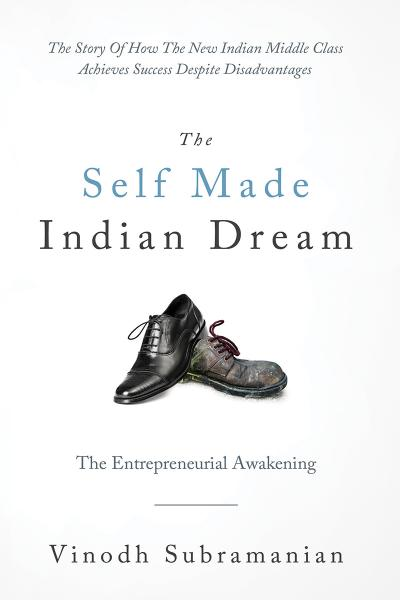 The Story Of How The New Indian Middle Class
Achieves Success Despite Disadvantages
The
Self Made
Indian Dream
The Entrepreneurial Awakening
Vinodh Subramanian